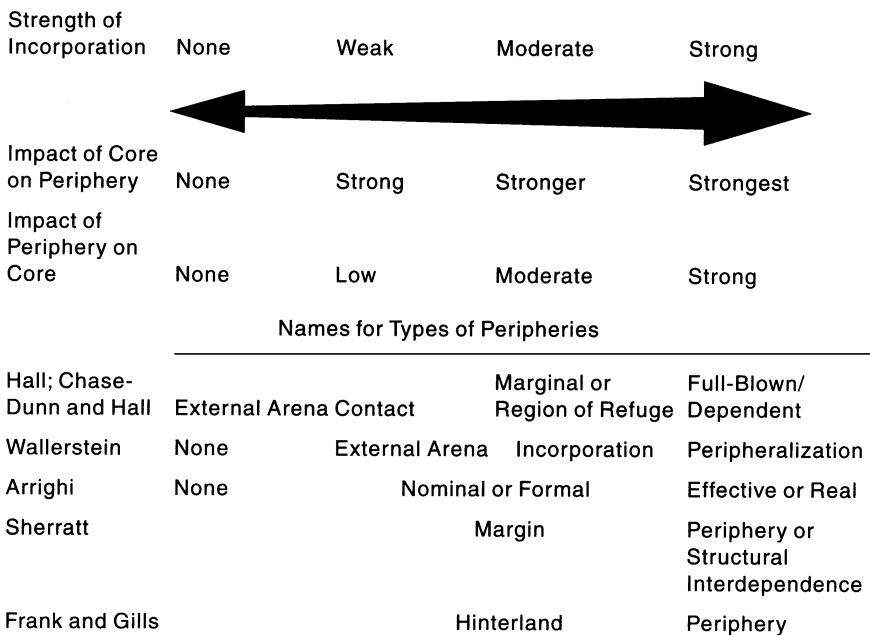 Strength of
Incorporation None Weak Moderate Strong
Impact of Core
on Periphery None Strong Stronger Strongest
Impact of
Periphery on
Core None Low Moderate Strong
Names for Types of Peripheries
Hall; Chase- Marginal or Full-Blown/
Dunn and Hall External Arena Contact Region of Refuge Dependent
Wallerstein None External Arena Incorporation Peripheralization
Arrighi None Nominal or Formal Effective or Real
Sherratt Margin Periphery or
Structural
Interdependence
Frank and Gills Hinterland Periphery